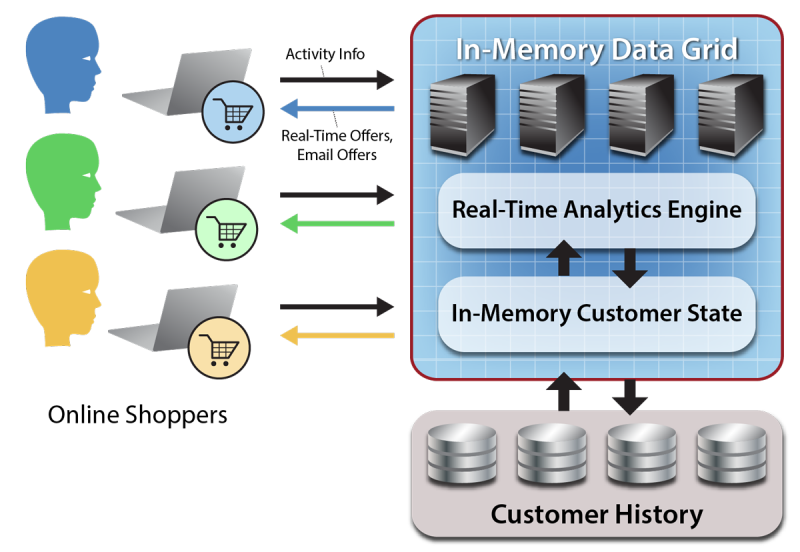 In-Memory Data Grid
Activity Info
Real-Time Offers,
Email Offers
Real-Time Analytics Engine
In-Memory Customer State
Online Shoppers
Customer History